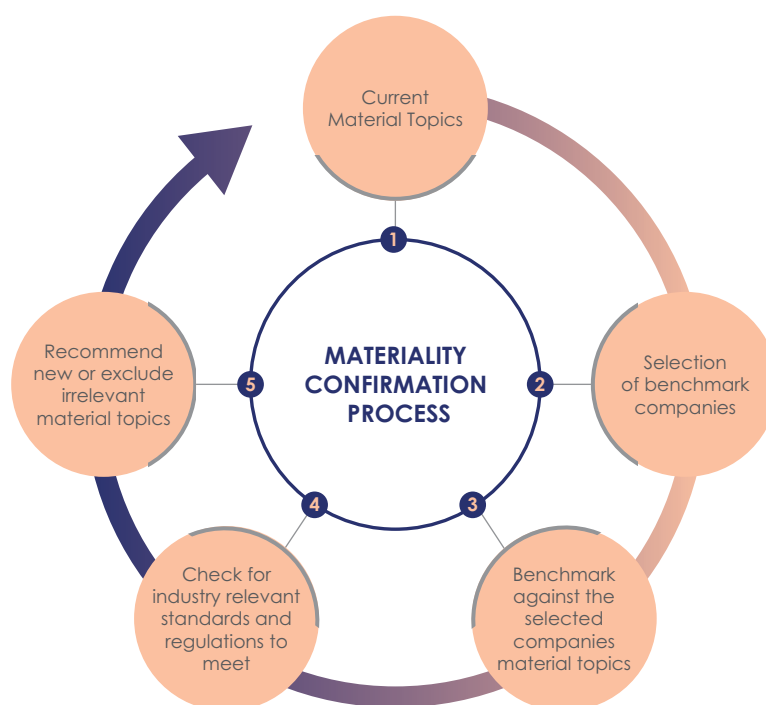 Current
Material Topics
1
MATERIALITY
CONFIRMATION
PROCESS
2
Selection
of benchmark
companies
3
Benchmark
against the
selected
companies
material topics
4
Check for
industry relevant
standards and
regulations to
meet
5
Recommend
new or exclude
irrelevant
material topics